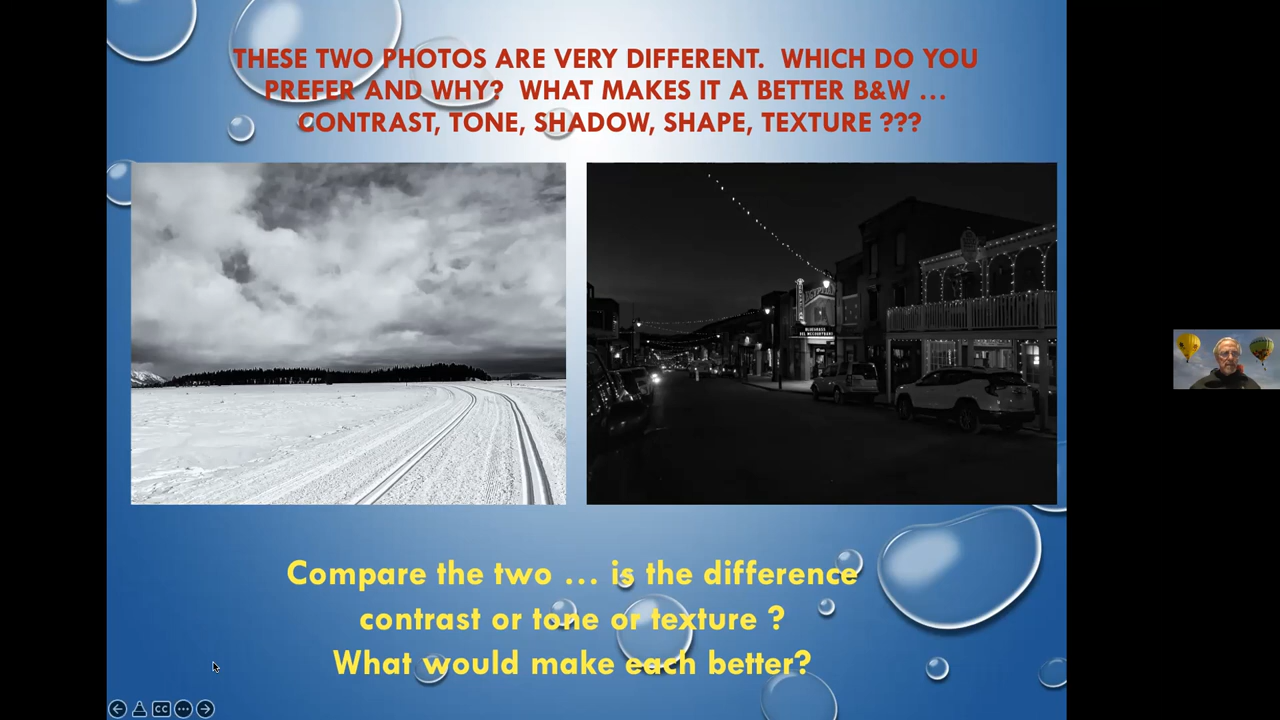 THESE TWO PHOTOS ARE VERY DIFFERENT. WHICH DO YOU
PREFER AND WHY? WHAT MAKES IT A BETTER B&W ...
CONTRAST, TONE, SHADOW, SHAPE, TEXTURE ???
Compare the two ... is the difference
contrast or tone or texture ?
What would make each better?
CC